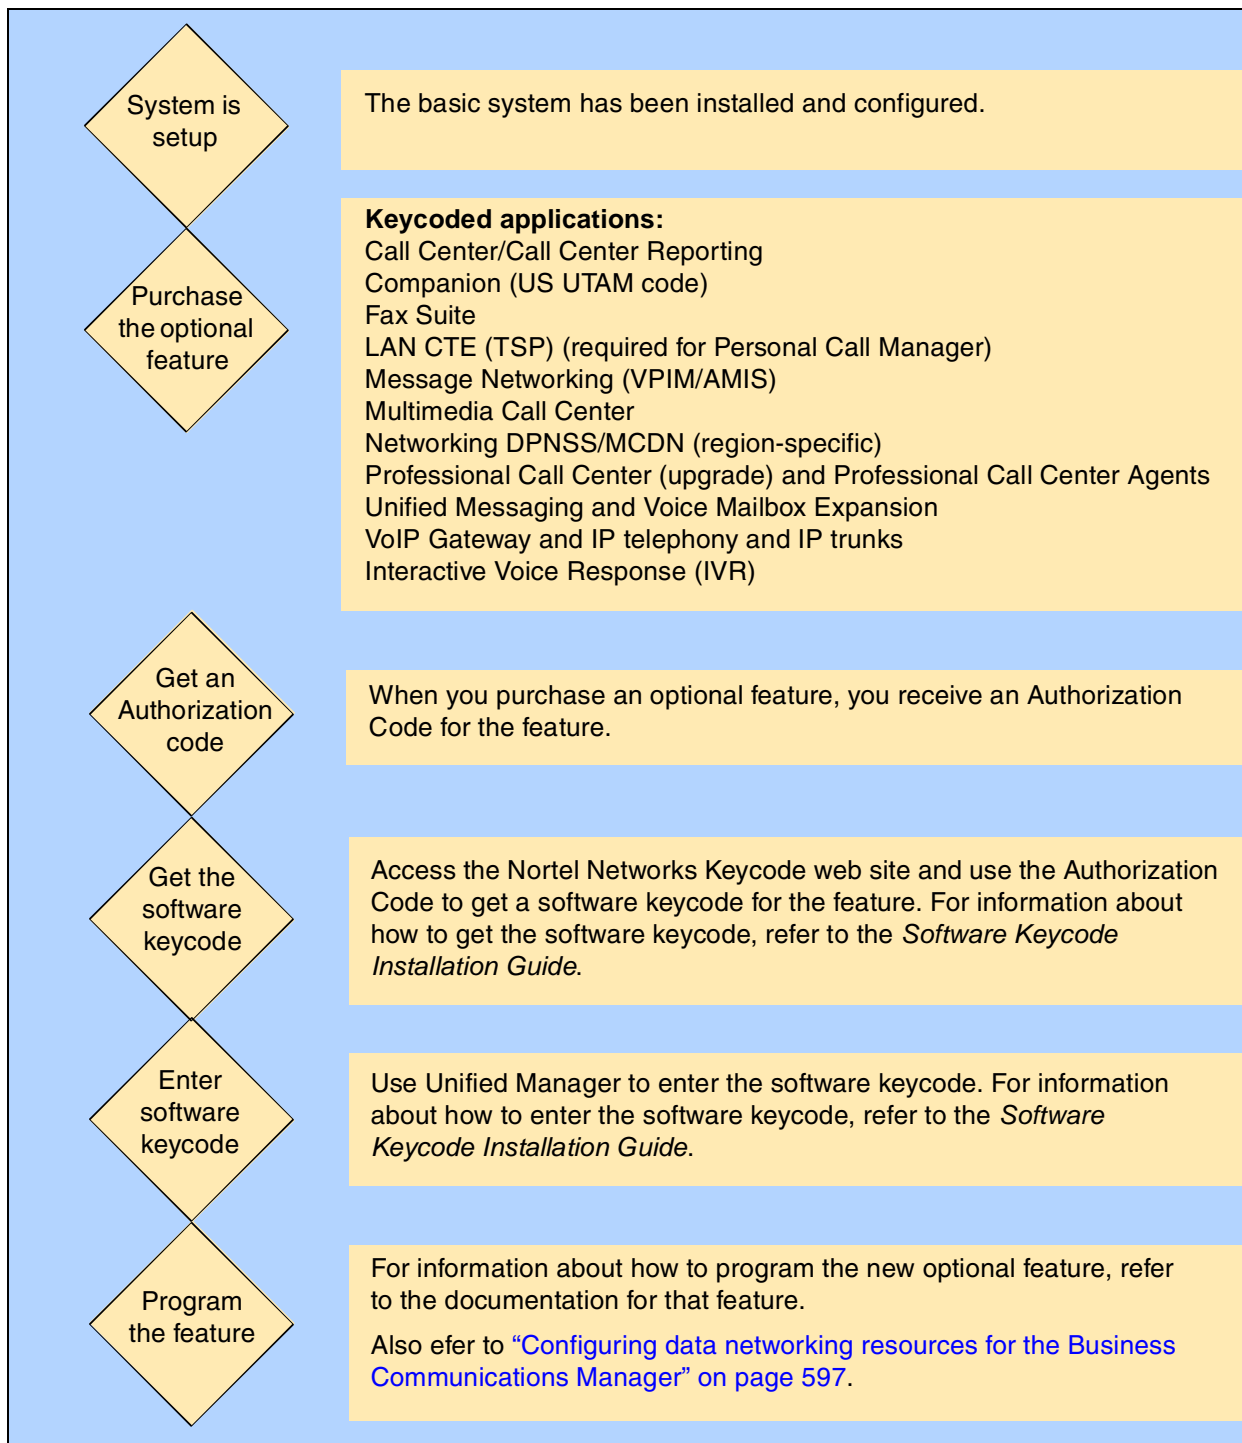 System is
setup
The basic system has been installed and configured.
Purchase
the optional
feature
Keycoded applications:
Call Center/Call Center Reporting
Companion (US UTAM code)
Fax Suite
LAN CTE (TSP) (required for Personal Call Manager)
Message Networking (VPIM/AMIS)
Multimedia Call Center
Networking DPNSS/MCDN (region-specific)
Professional Call Center (upgrade) and Professional Call Center Agents
Unified Messaging and Voice Mailbox Expansion
VoIP Gateway and IP telephony and IP trunks
Interactive Voice Response (IVR)
Get an
Authorization
code
When you purchase an optional feature, you receive an Authorization
Code for the feature.
Get the
software
keycode
Access the Nortel Networks Keycode web site and use the Authorization
Code to get a software keycode for the feature. For information about
how to get the software keycode, refer to the Software Keycode
Installation Guide.
Enter
software
keycode
Use Unified Manager to enter the software keycode. For information
about how to enter the software keycode, refer to the Software
Keycode Installation Guide.
Program
the feature
For information about how to program the new optional feature, refer
to the documentation for that feature.
Also efer to “Configuring data networking resources for the Business
Communications Manager” on page 597.